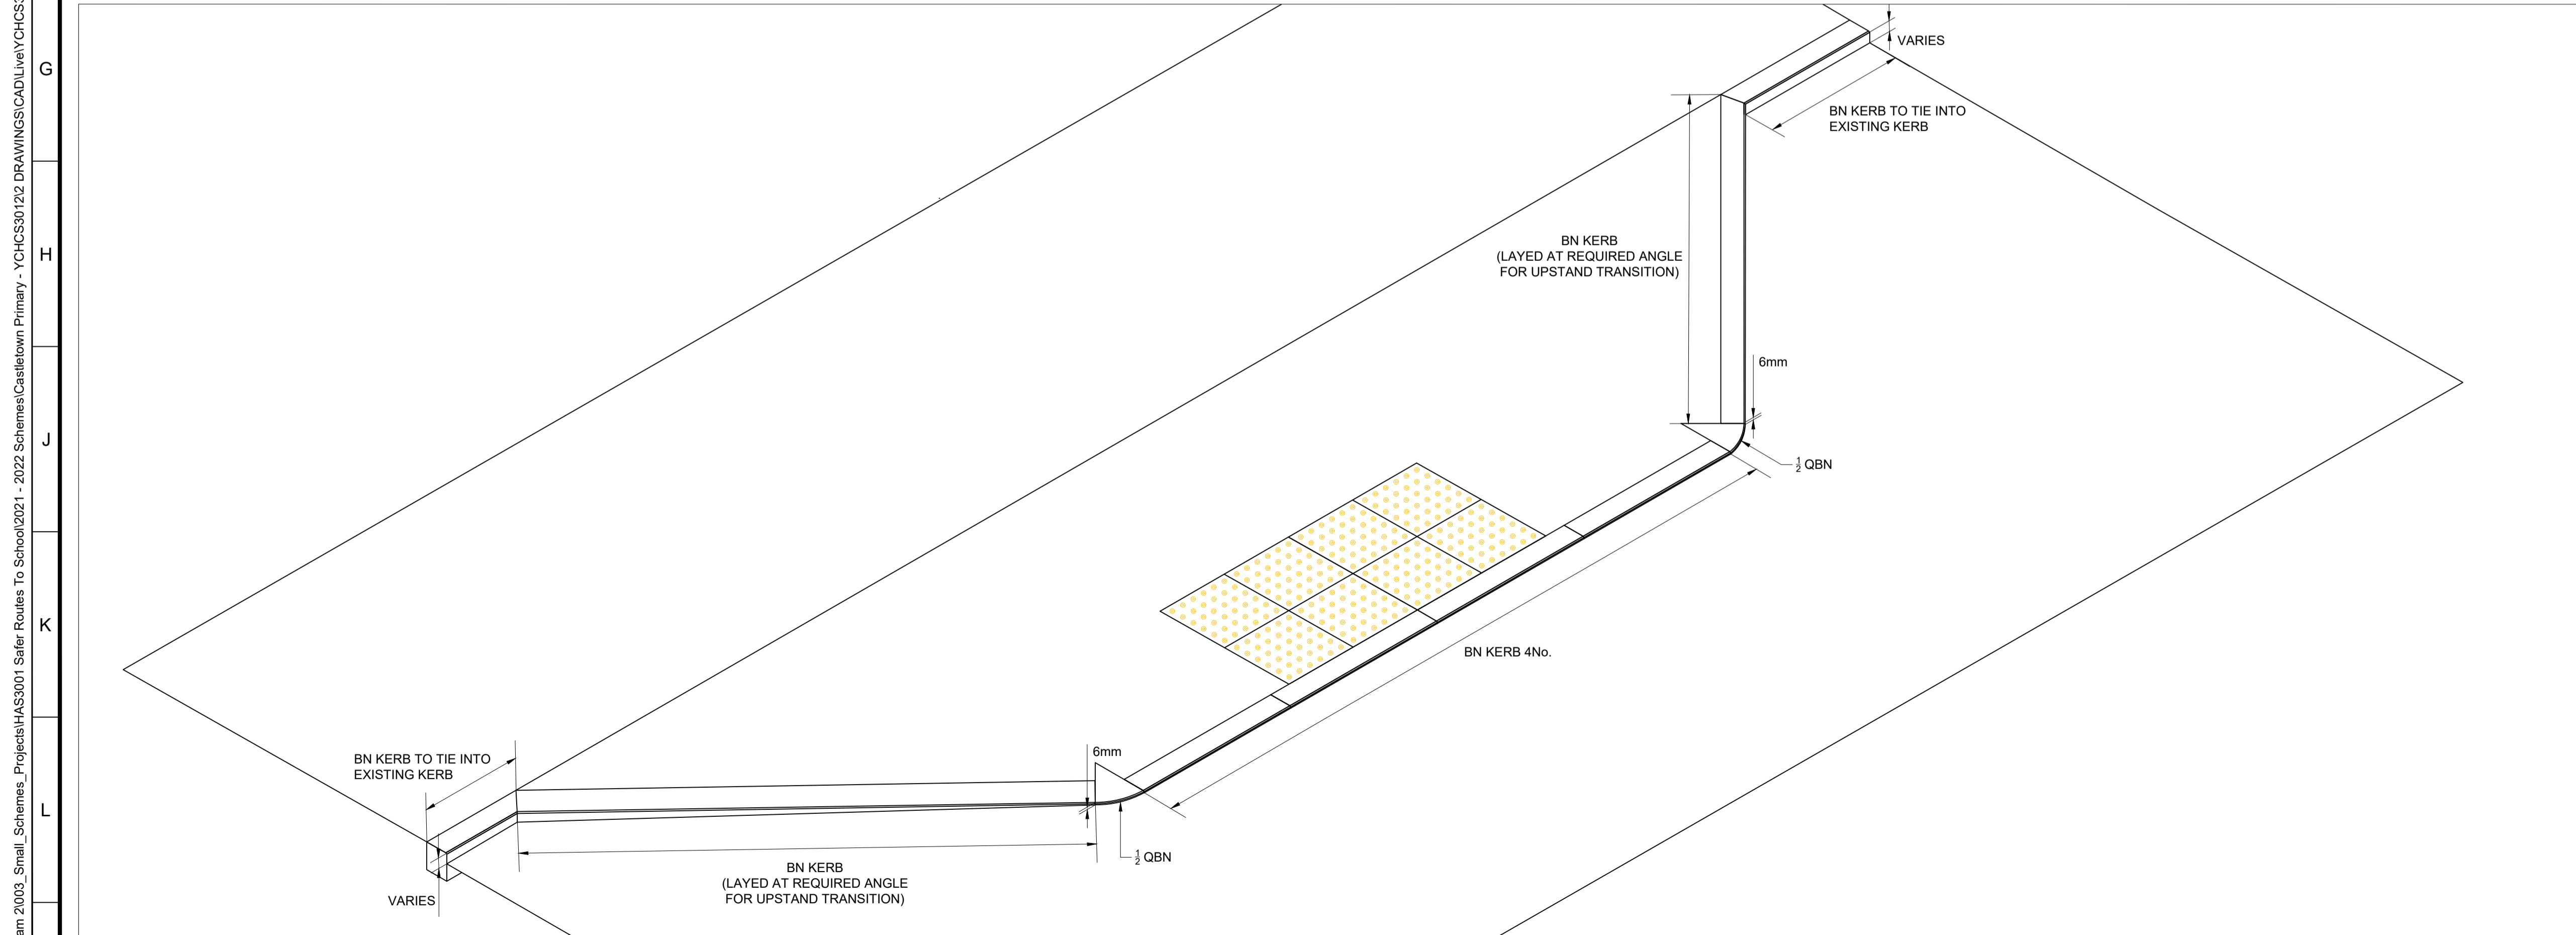 am 2\003_Small_Schemes_Projects\HAS3001 Safer Routes To School\2021 - 2022 Schemes\Castletown Primary - YCHCS3012\2 DRAWINGS\CAD\Live\YCHCS3
G
H
J
K
L
VARIES
BN KERB TO TIE INTO
EXISTING KERB
BN KERB
(LAYED AT REQUIRED ANGLE
FOR UPSTAND TRANSITION)
6mm
½ QBN
BN KERB 4No.
BN KERB TO TIE INTO
EXISTING KERB
6mm
½ QBN
BN KERB
(LAYED AT REQUIRED ANGLE
FOR UPSTAND TRANSITION)
VARIES